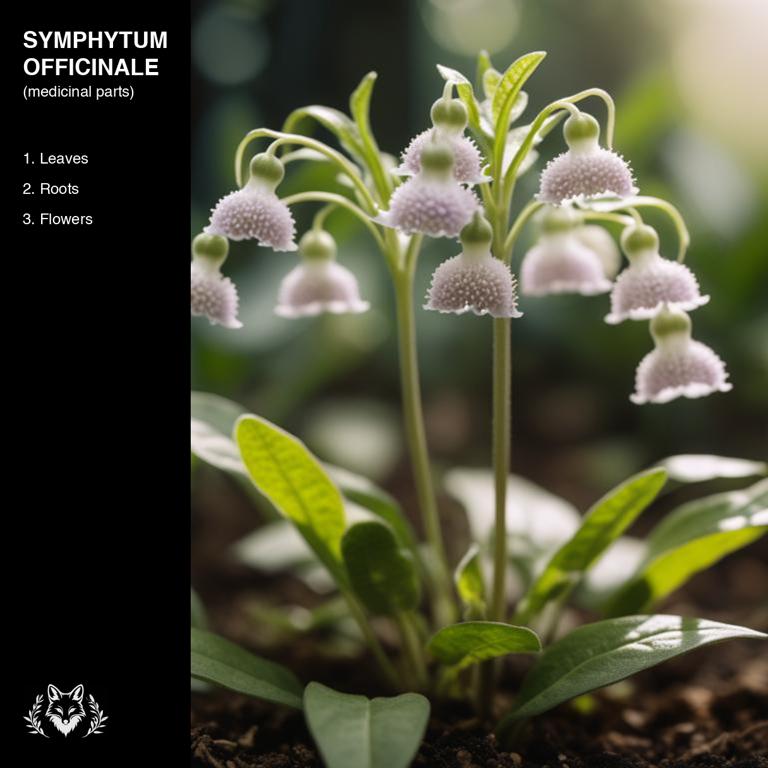 SYMPHYTUM
OFFICINALE
(medicinal parts)
1. Leaves
2. Roots
3. Flowers